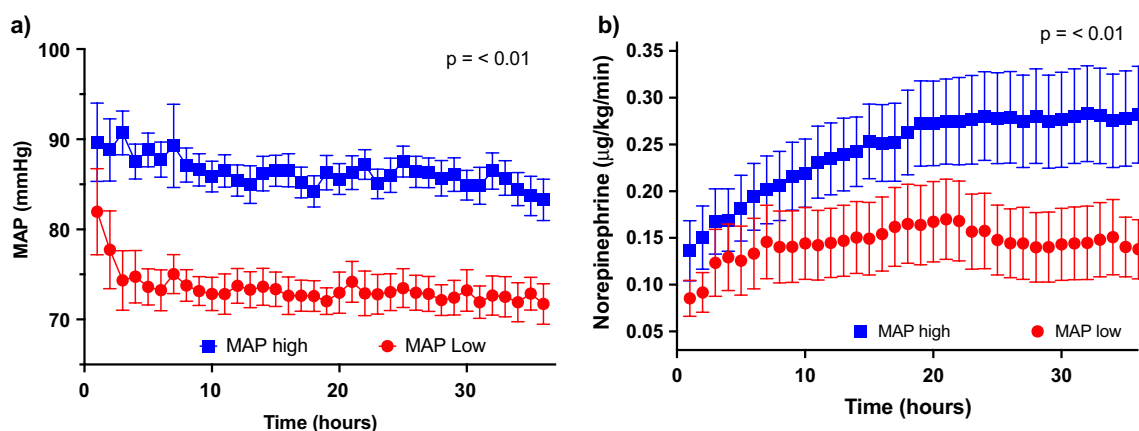 a)
p = < 0.01
100
90
80
70
MAP (mmHg)
MAP high
MAP Low
0
10
20
30
Time (hours)
b)
p = < 0.01
0.35
0.30
0.25
0.20
0.15
0.10
0.05
Norepinephrine (μg/kg/min)
MAP high
MAP low
0
10
20
30
Time (hours)